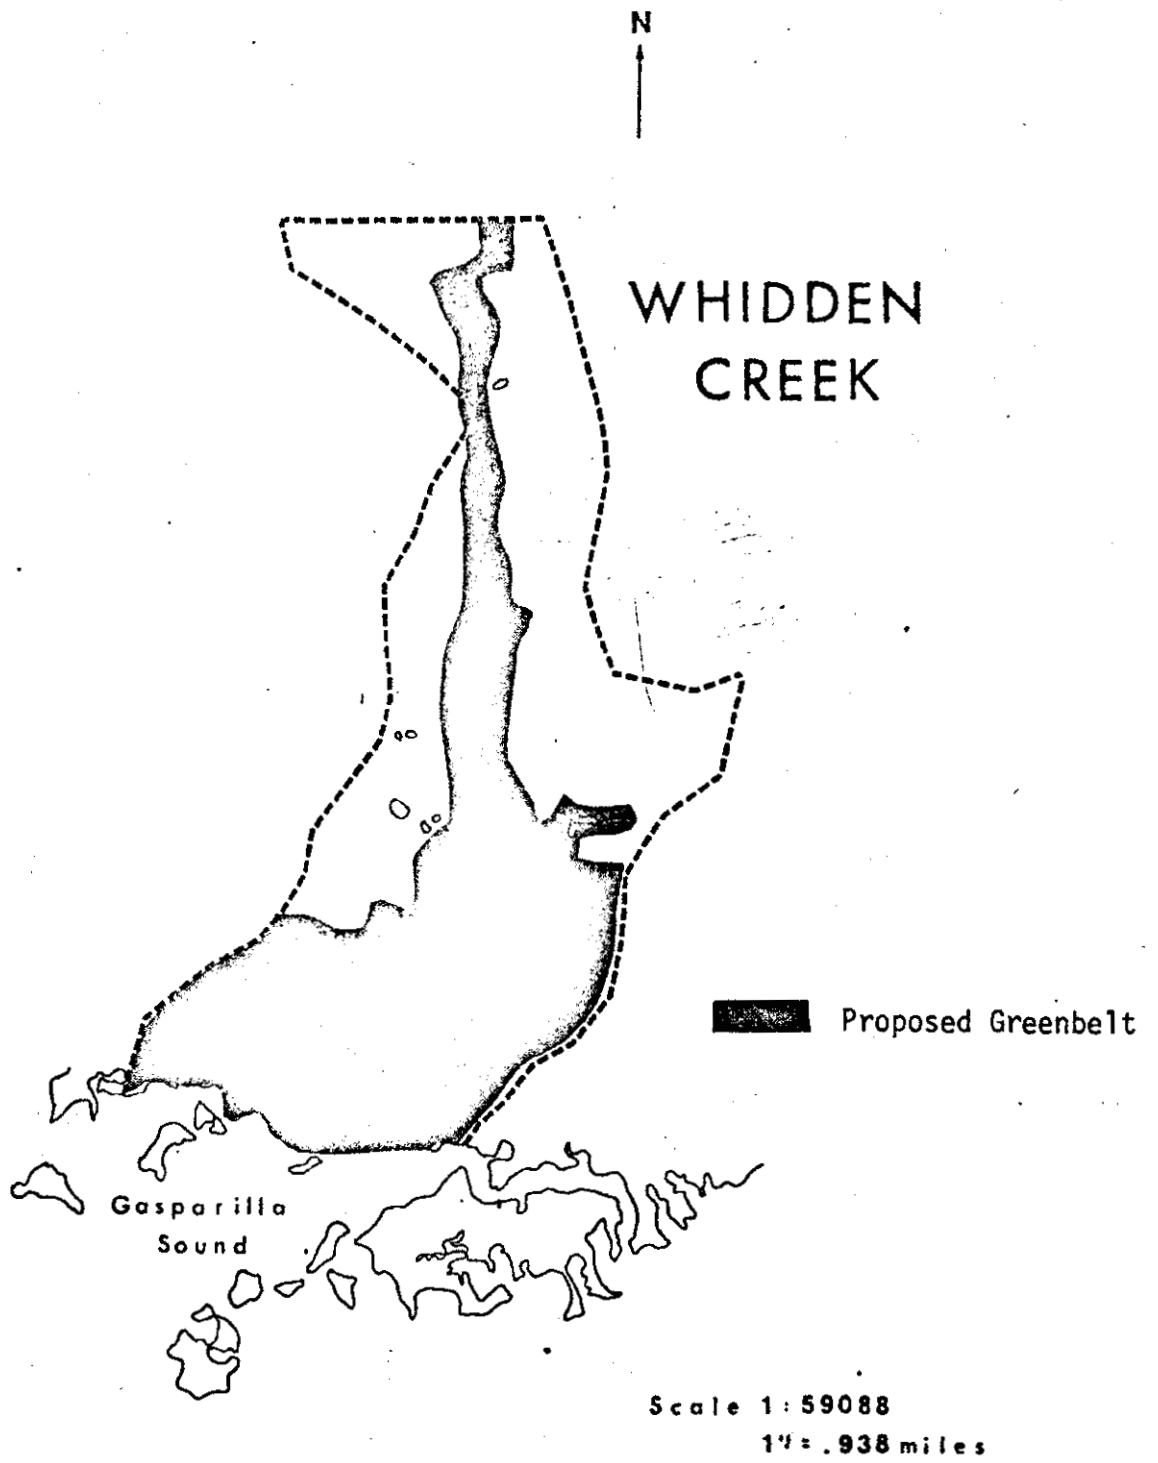 N
WHIDDEN
CREEK
Proposed Greenbelt
Gasparilla
Sound
Scale 1:59088
1"= .938 miles